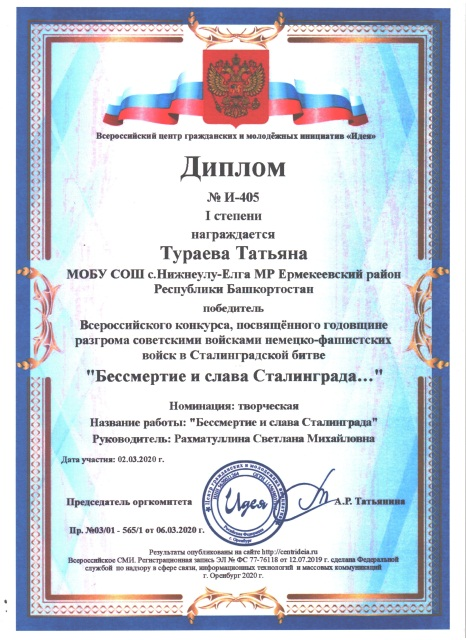 Всероссийский центр гражданских и молодёжных инициатив «Идея»
Диплом
№ И-405
I степени
награждается
Тураева Татьяна
МОБУ СОШ с.Нижнеулу-Елга МР Ермекеевский район
Республики Башкортостан
победитель
Всероссийского конкурса, посвящённого годовщине
разгрома советскими войсками немецко-фашистских
войск в Сталинградской битве
"Бессмертие и слава Сталинграда…"
Номинация: творческая
Название работы: "Бессмертие и слава Сталинграда"
Руководитель: Рахматуллина Светлана Михайловна
Дата участия: 02.03.2020 г.
Идея
Председатель оргкомитета
А.Р. Татьянина
г. Оренбург
Пр. №03/01 - 565/1 от 06.03.2020 г.
Результаты опубликованы на сайте http://centrideia.ru
Всероссийское СМИ. Регистрационная запись ЭЛ № ФС 77-76118 от 12.07.2019 г. сделана Федеральной
службой по надзору в сфере связи, информационных технологий и массовых коммуникаций
г. Оренбург 2020 г.